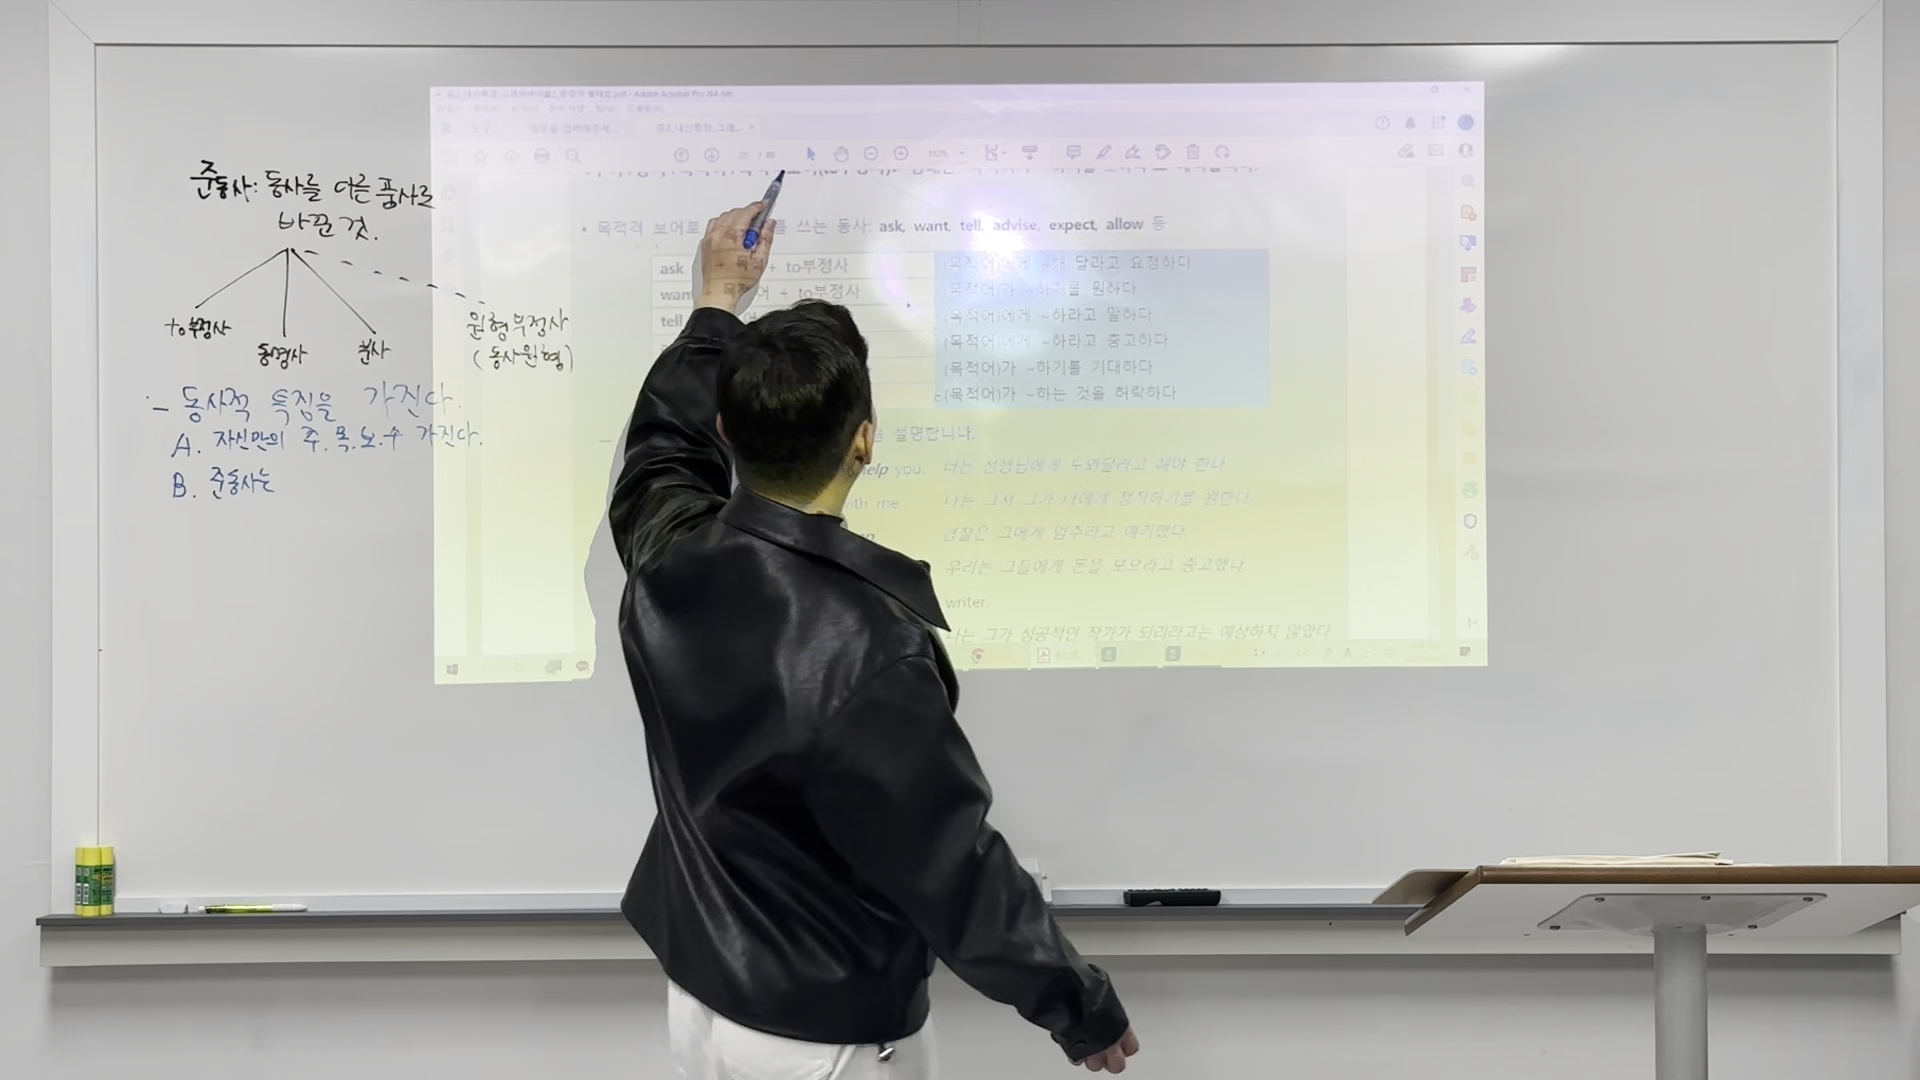 준동사: 동사를 다른 품사로
바꾼 것.
to부정사
동명사
분사
원형부정사
(동사원형)
- 동사적 특징을 가진다.
A. 자신만의 주.목.보.수 가진다.
B. 준동사는
Adobe Acrobat Pro (64-bit)
• 목적격 보어로 쓰는 동사: ask, want, tell, advise, expect, allow 등
ask + 목적 + to부정사 (목적어)에게 달라고 요청하다
want 목적어 + to부정사 (목적어)가 ~하기를 원하다
tell (목적어)에게 ~하라고 말하다
(목적어)에게 ~하라고 충고하다
(목적어)가 ~하기를 기대하다
(목적어)가 ~하는 것을 허락하다
설명합니다.
help you. 너는 선생님에게 도와달라고 해야 한다.
with me 나는 그저 그가 나에게 정직하기를 원한다.
경찰은 그에게 멈추라고 얘기했다.
우리는 그들에게 돈을 모으라고 충고했다.
writer.
나는 그가 성공적인 작가가 되리라고는 예상하지 않았다